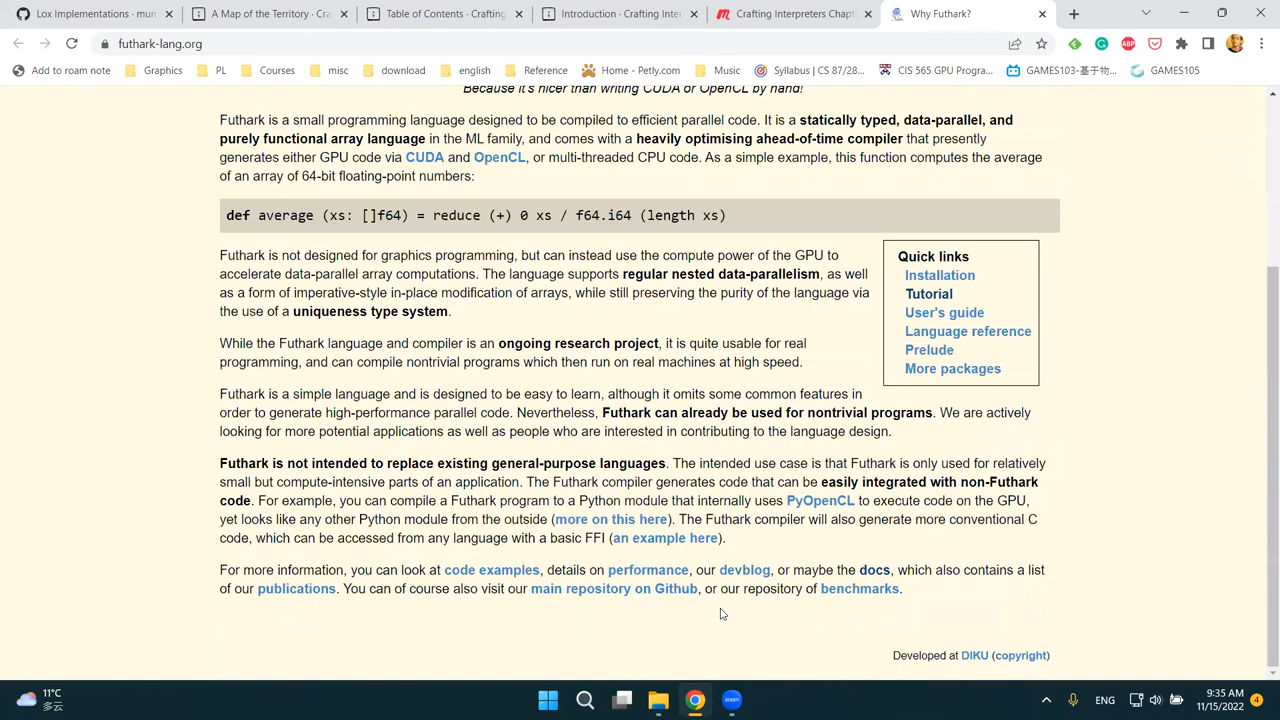 Lox Implementations · mun
A Map of the Territory · Cra
Table of Contents · Crafting
Introduction · Crafting Inter
Crafting Interpreters Chapt
Why Futhark?
futhark-lang.org
Add to roam note
Graphics
PL
Courses
misc
download
english
Reference
Home - Petly.com
Music
Syllabus | CS 87/28...
CIS 565 GPU Progra...
GAMES103-基于物...
GAMES105
Because it's nicer than writing CUDA or OpenCL by hand!
Futhark is a small programming language designed to be compiled to efficient parallel code. It is a statically typed, data-parallel, and
purely functional array language in the ML family, and comes with a heavily optimising ahead-of-time compiler that presently
generates either GPU code via CUDA and OpenCL, or multi-threaded CPU code. As a simple example, this function computes the average
of an array of 64-bit floating-point numbers:
def average (xs: []f64) = reduce (+) 0 xs / f64.i64 (length xs)
Futhark is not designed for graphics programming, but can instead use the compute power of the GPU to
accelerate data-parallel array computations. The language supports regular nested data-parallelism, as well
as a form of imperative-style in-place modification of arrays, while still preserving the purity of the language via
the use of a uniqueness type system.
Quick links
Installation
Tutorial
User's guide
Language reference
Prelude
More packages
While the Futhark language and compiler is an ongoing research project, it is quite usable for real
programming, and can compile nontrivial programs which then run on real machines at high speed.
Futhark is a simple language and is designed to be easy to learn, although it omits some common features in
order to generate high-performance parallel code. Nevertheless, Futhark can already be used for nontrivial programs. We are actively
looking for more potential applications as well as people who are interested in contributing to the language design.
Futhark is not intended to replace existing general-purpose languages. The intended use case is that Futhark is only used for relatively
small but compute-intensive parts of an application. The Futhark compiler generates code that can be easily integrated with non-Futhark
code. For example, you can compile a Futhark program to a Python module that internally uses PyOpenCL to execute code on the GPU,
yet looks like any other Python module from the outside (more on this here). The Futhark compiler will also generate more conventional C
code, which can be accessed from any language with a basic FFI (an example here).
For more information, you can look at code examples, details on performance, our devblog, or maybe the docs, which also contains a list
of our publications. You can of course also visit our main repository on Github, or our repository of benchmarks.
Developed at DIKU (copyright)
11°C
多云
zoom
ENG
9:35 AM
11/15/2022
4
ABP